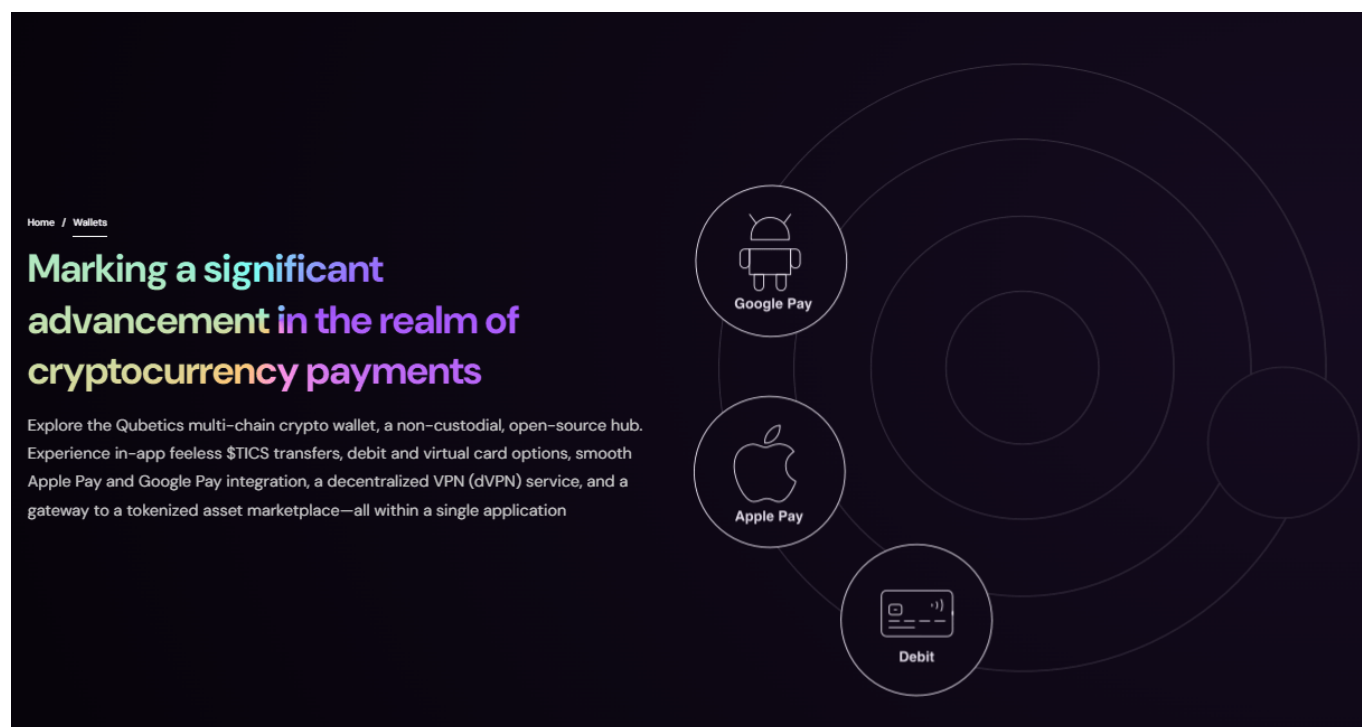 Home / Wallets
Marking a significant
advancement in the realm of
cryptocurrency payments
Explore the Qubetics multi-chain crypto wallet, a non-custodial, open-source hub.
Experience in-app feeless $TICS transfers, debit and virtual card options, smooth
Apple Pay and Google Pay integration, a decentralized VPN (dVPN) service, and a
gateway to a tokenized asset marketplace—all within a single application
Google Pay
Apple Pay
Debit